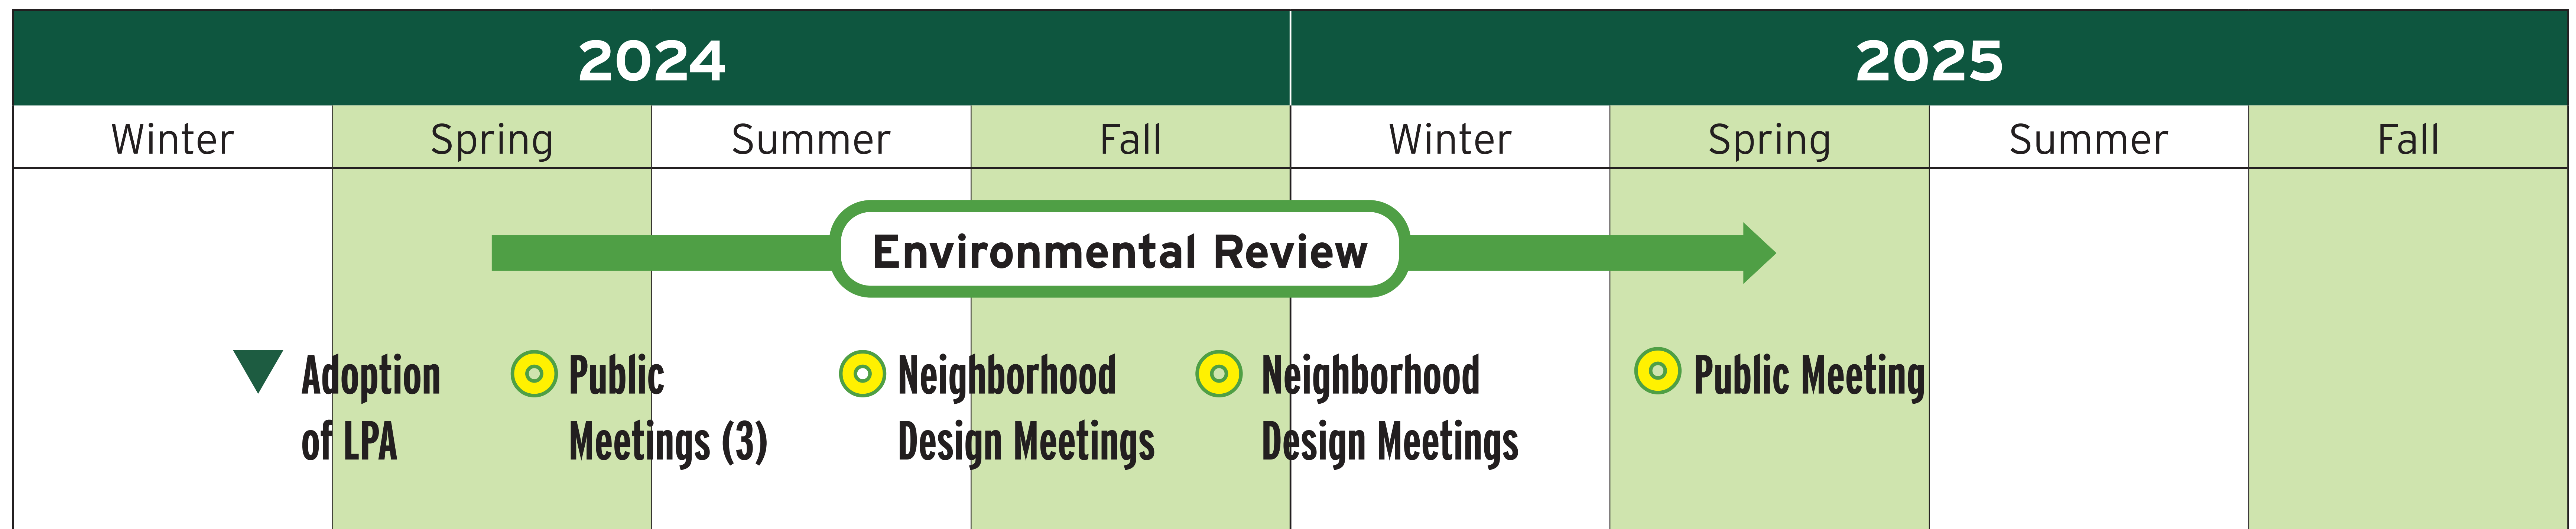 2024 2025
Winter Spring Summer Fall Winter Spring Summer Fall
Environmental Review
Adoption
of LPA
Public
Meetings (3)
Neighborhood
Design Meetings
Neighborhood
Design Meetings
Public Meeting